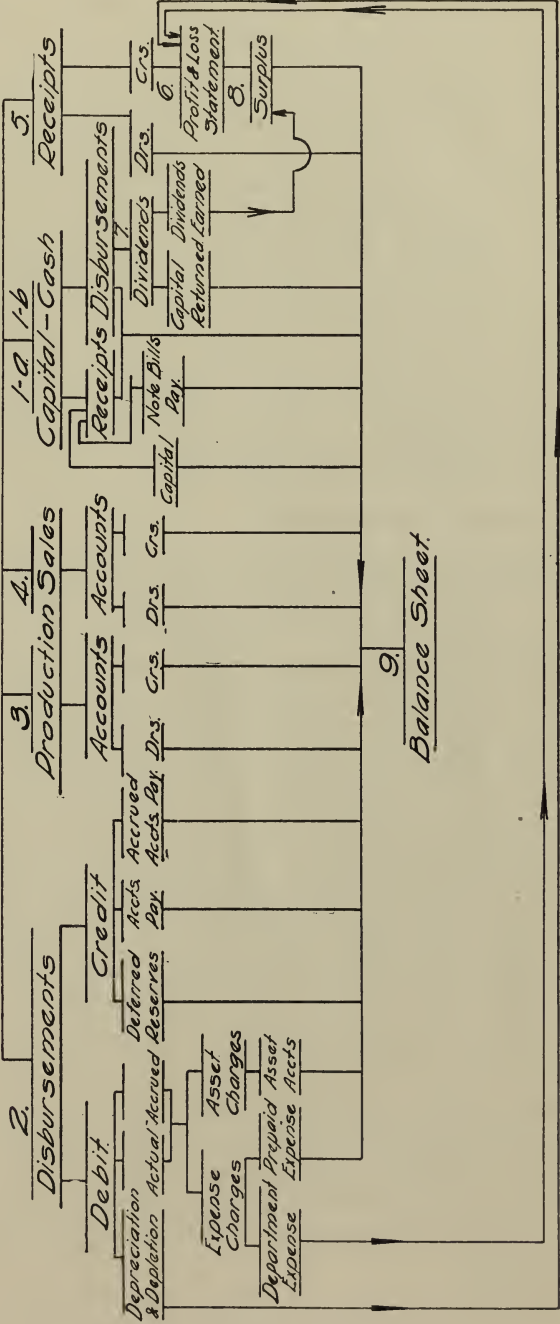 2.
Disbursements
Debit
Depreciation
& Depletion
Actual
Accrued
Expense
Charges
Department
Expense
Prepaid
Expense
Asset
Charges
Asset
Accts
Credit
Deferred
Reserves
Accts.
Pay.
Accrued
Accts. Pay.
3.
Production
Accounts
Drs.
Crs.
4.
Sales
Accounts
Drs.
Crs.
1-a 1-b
Capital-Cash
Receipts
Disbursements
Capital
Note Bills
Pay.
7.
Dividends
Capital
Returned
Dividends
Earned
5.
Receipts
Drs.
Crs.
6.
Profit & Loss
Statement.
8.
Surplus
9.
Balance Sheet.